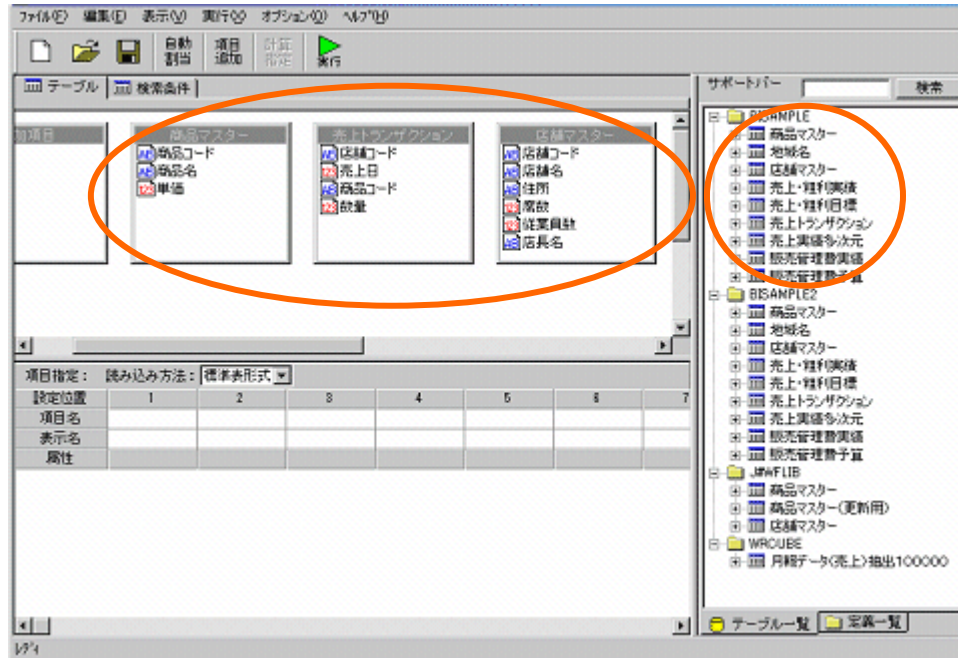 ファイル(F) 編集(E) 表示(V) 実行(X) オプション(O) ヘルプ(H)
自動割当 項目追加 計算指定 実行
テーブル 検索条件
加項目 商品マスター 売上トランザクション 店舗マスター
商品コード
商品名
単価
店舗コード
売上日
商品コード
数量
店舗コード
店舗名
住所
席数
従業員数
店長名
項目指定: 読み込み方法: 標準表形式
設定位置 1 2 3 4 5 6 7
項目名
表示名
属性
サポートバー 検索
BISAMPLE
商品マスター
地域名
店舗マスター
売上・粗利実績
売上・粗利目標
売上トランザクション
売上実績多次元
販売管理費実績
販売管理費予算
BISAMPLE2
商品マスター
地域名
店舗マスター
売上・粗利実績
売上・粗利目標
売上トランザクション
売上実績多次元
販売管理費実績
販売管理費予算
J#WFLIB
商品マスター
商品マスター(更新用)
店舗マスター
WRCUBE
月報データ(売上)抽出100000
テーブル一覧 定義一覧
レディ